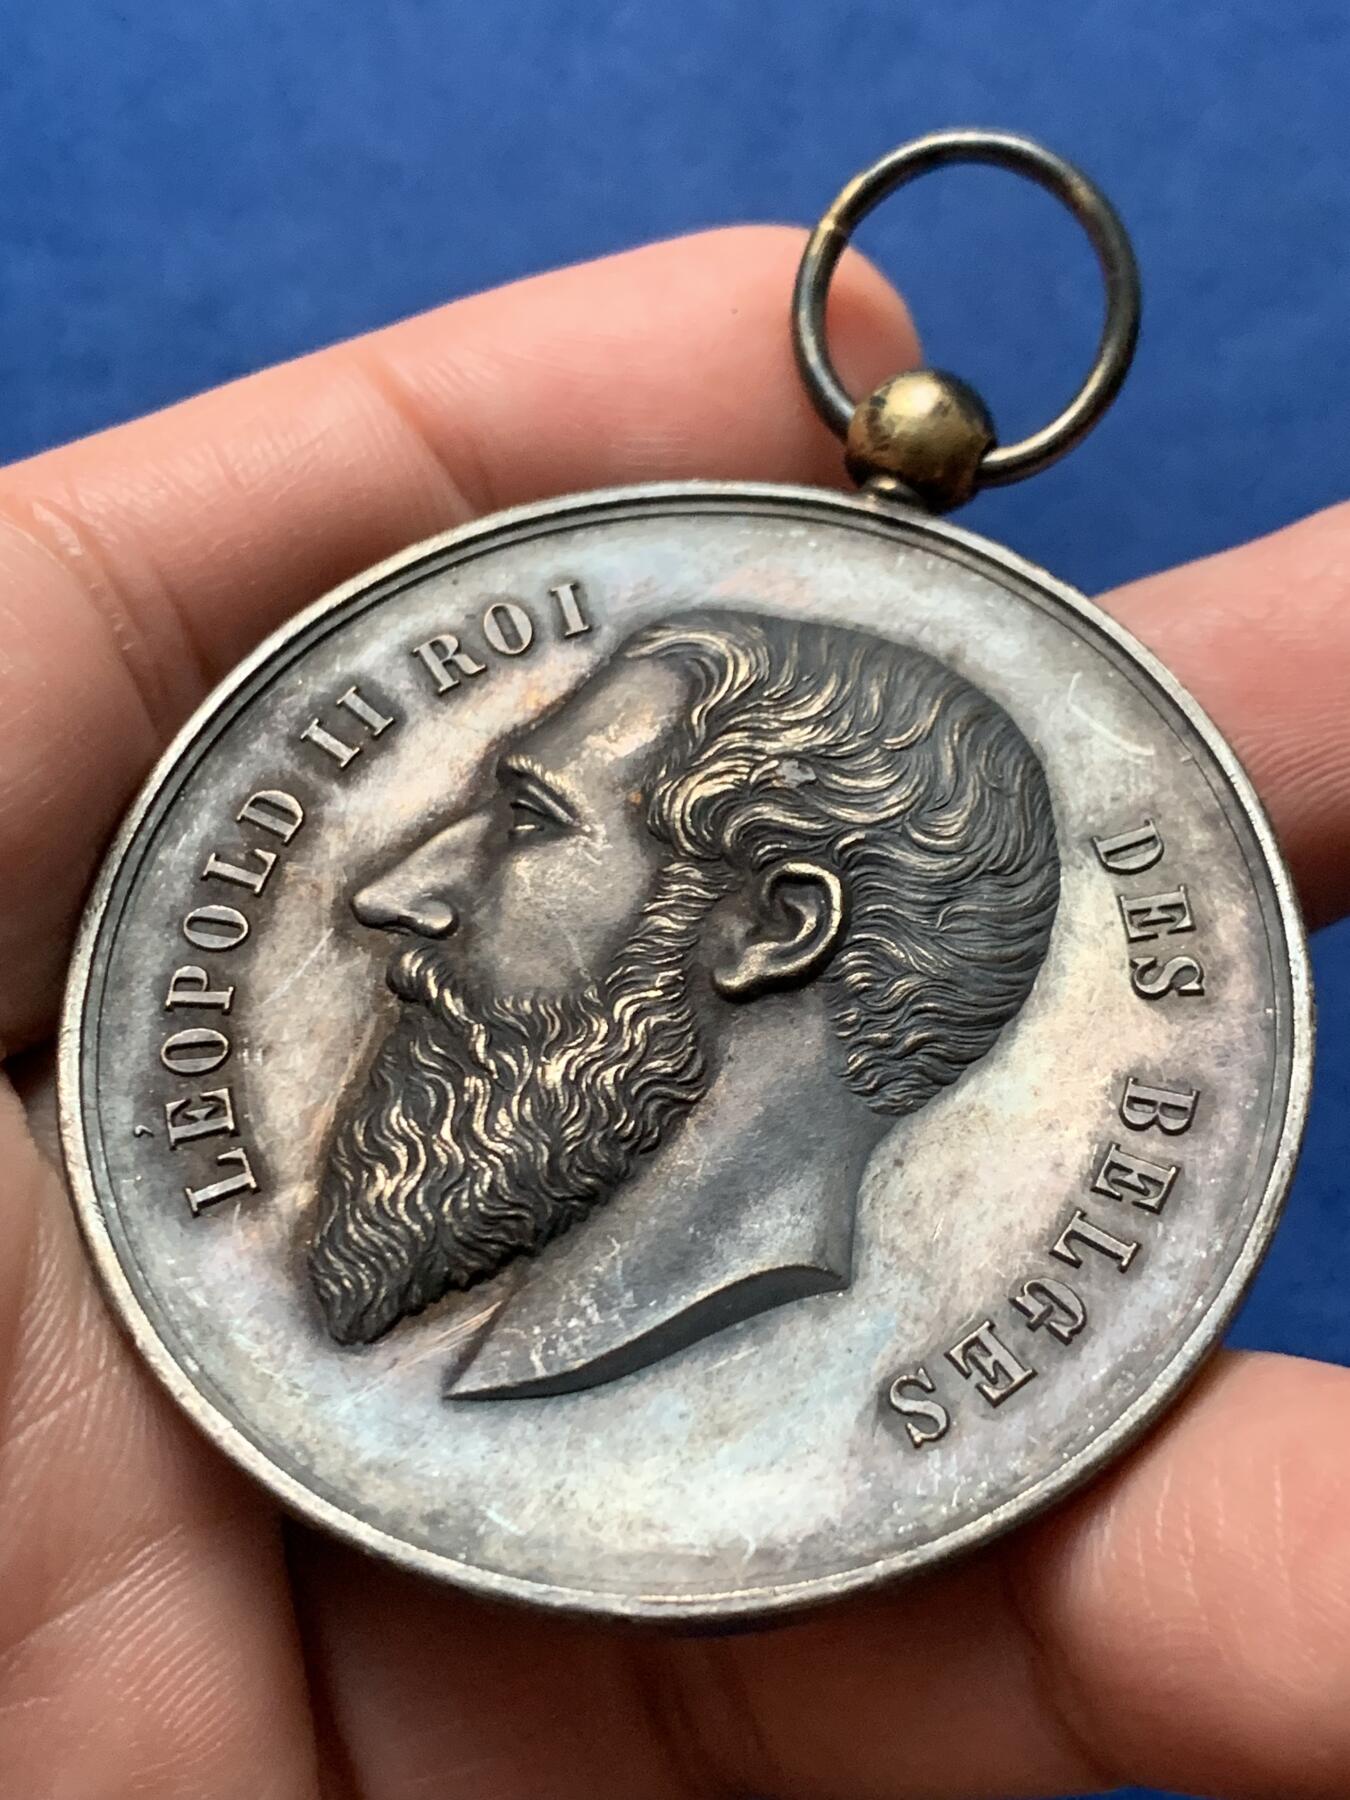 LÉOPOLD II ROI DES BELGES